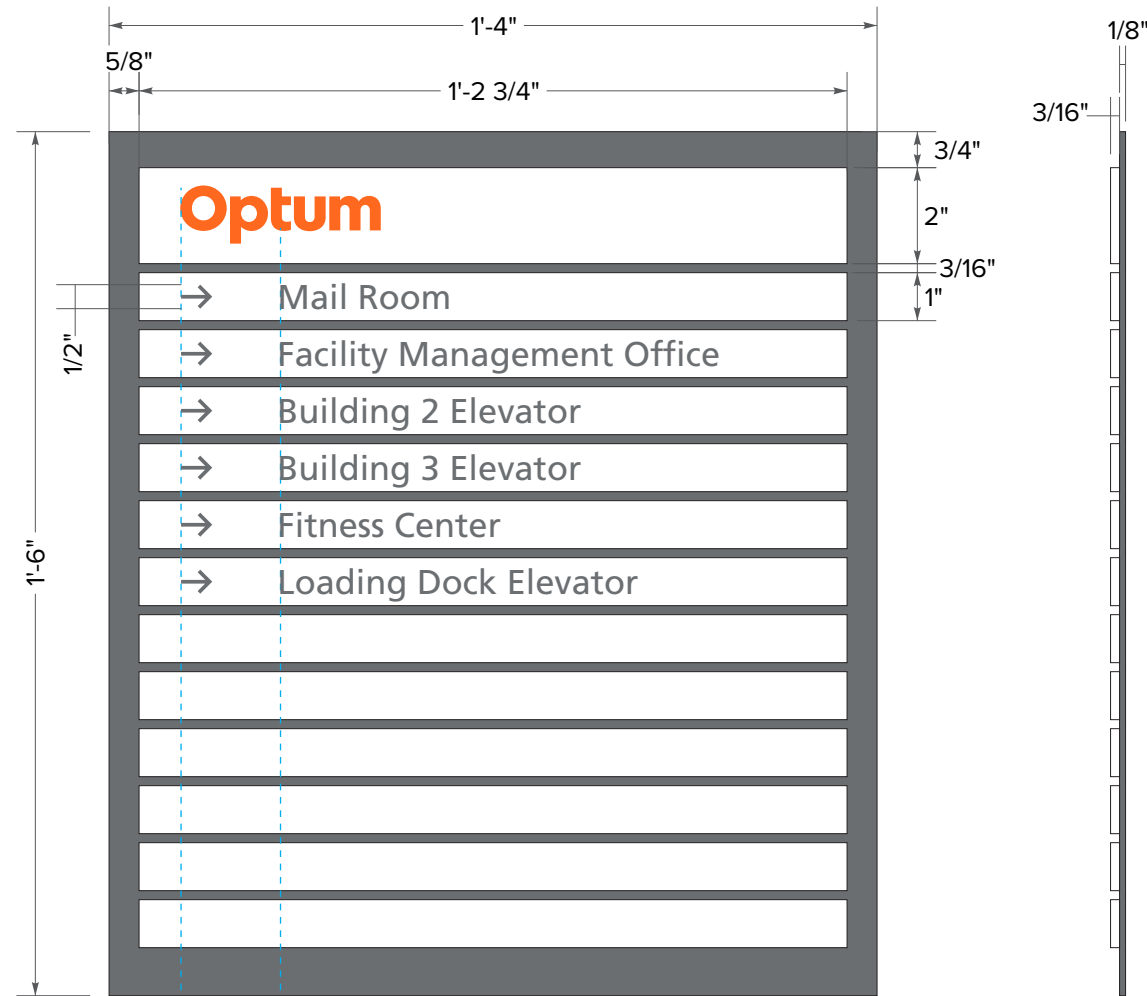 1'-4"
1/8"
5/8"
1'-2 3/4"
3/16"
3/4"
Optum
2"
3/16"
Mail Room
1"
1/2"
Facility Management Office
Building 2 Elevator
Building 3 Elevator
Fitness Center
1'-6"
Loading Dock Elevator